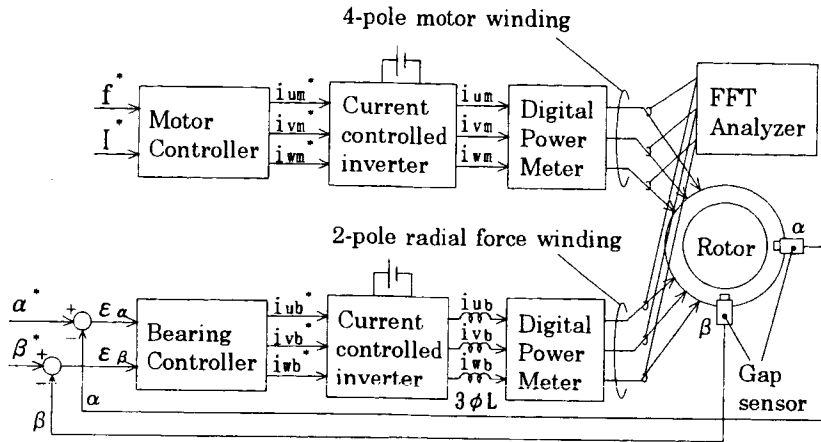 4-pole motor winding
f*
I*
Motor
Controller
ium*
ivm*
iwm*
Current
controlled
inverter
ium
ivm
iwm
Digital
Power
Meter
FFT
Analyzer
2-pole radial force winding
Rotor
α
α*
+
−
εα
β*
+
−
εβ
Bearing
Controller
iub*
ivb*
iwb*
Current
controlled
inverter
iub
ivb
iwb
3φL
Digital
Power
Meter
β
Gap
sensor
α
β